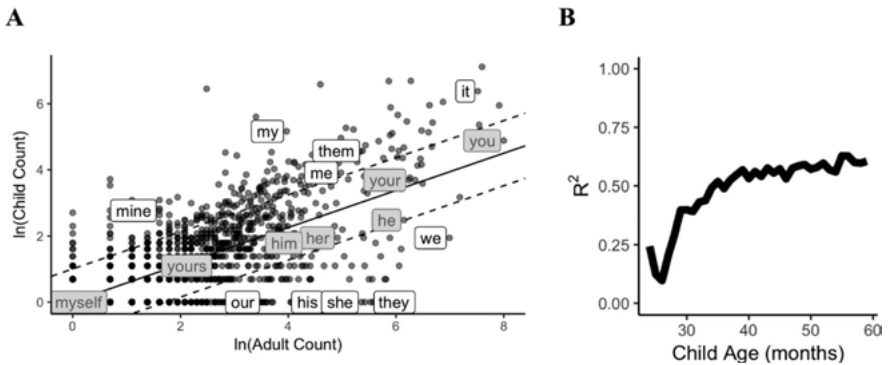 A
B
ln(Child Count)
6
4
2
0
it
my
you
them
me
your
mine
he
him
her
we
yours
myself
our
his
she
they
0
2
4
6
8
ln(Adult Count)
R²
1.00
0.75
0.50
0.25
0.00
30
40
50
60
Child Age (months)